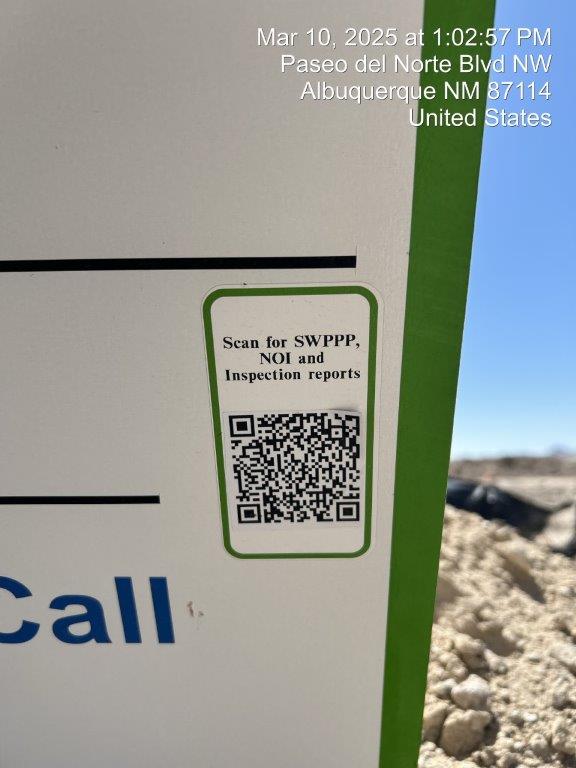 Mar 10, 2025 at 1:02:57 PM
Paseo del Norte Blvd NW
Albuquerque NM 87114
United States
Scan for SWPPP,
NOI and
Inspection reports
Call